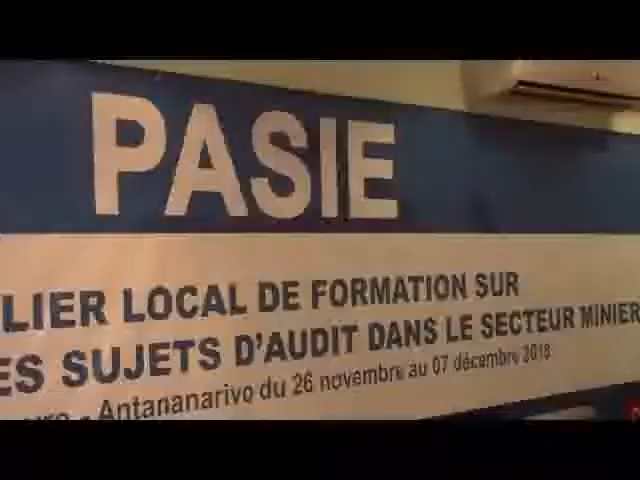 PASIE
LIER LOCAL DE FORMATION SUR
ES SUJETS D'AUDIT DANS LE SECTEUR MINIER
- Antananarivo du 26 novembre au 07 décembre 2018